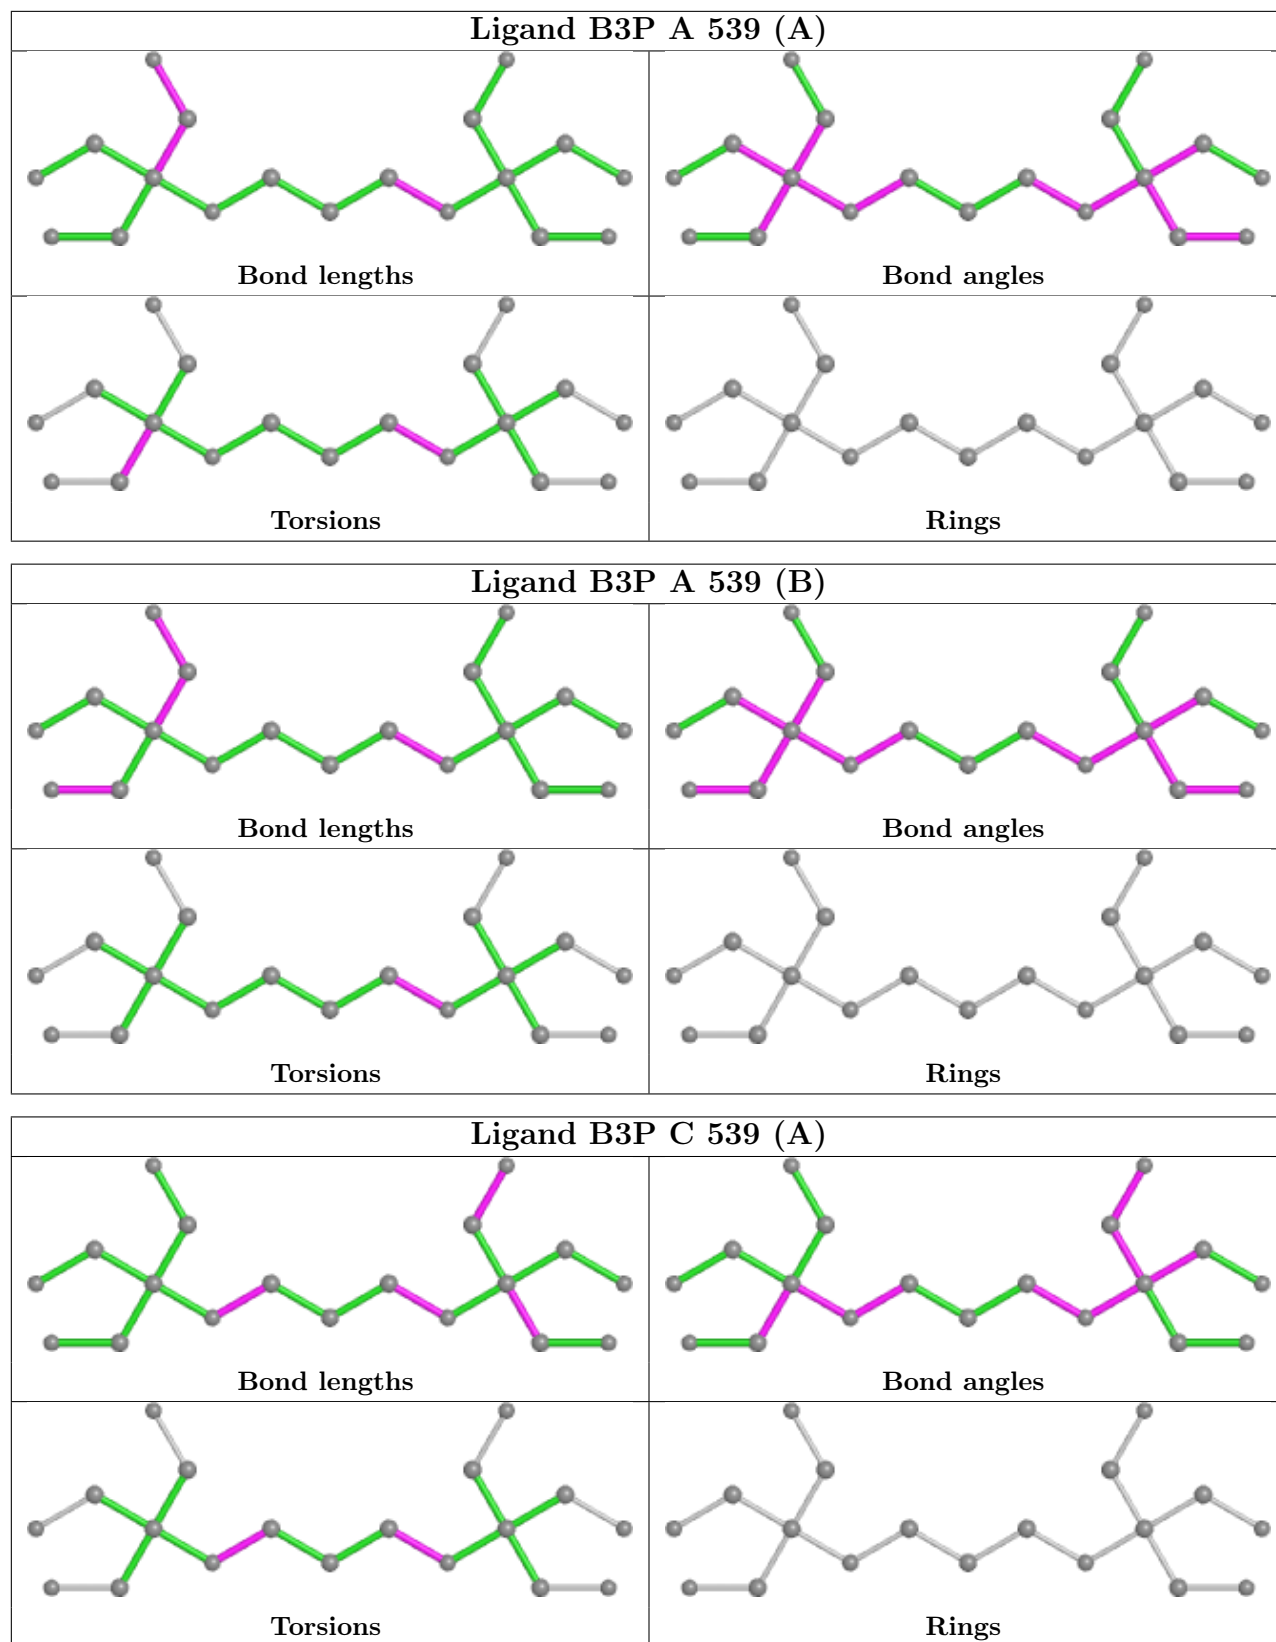 Ligand B3P A 539 (A)
Bond lengths
Bond angles
Torsions
Rings
Ligand B3P A 539 (B)
Bond lengths
Bond angles
Torsions
Rings
Ligand B3P C 539 (A)
Bond lengths
Bond angles
Torsions
Rings